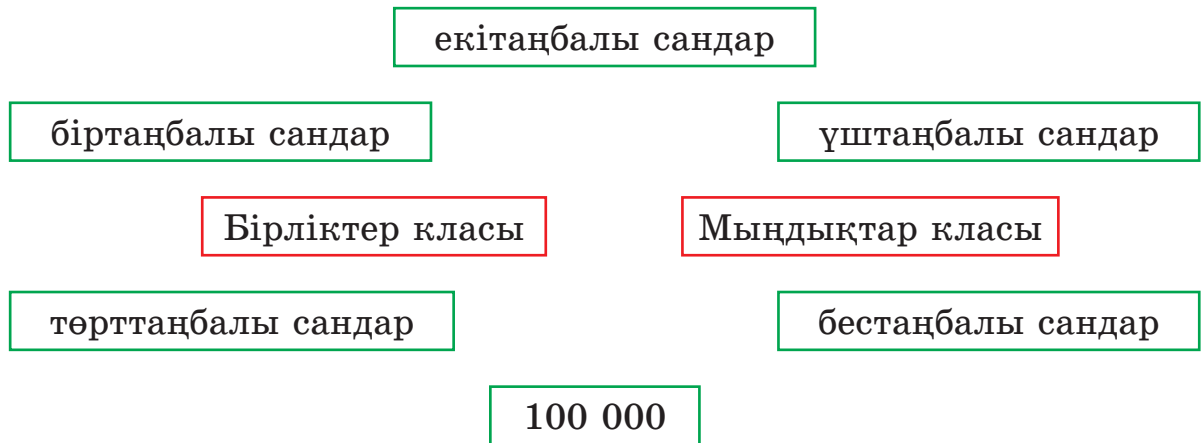 екітаңбалы сандар
біртаңбалы сандар
үштаңбалы сандар
Бірліктер класы
Мыңдықтар класы
төрттаңбалы сандар
бестаңбалы сандар
100 000